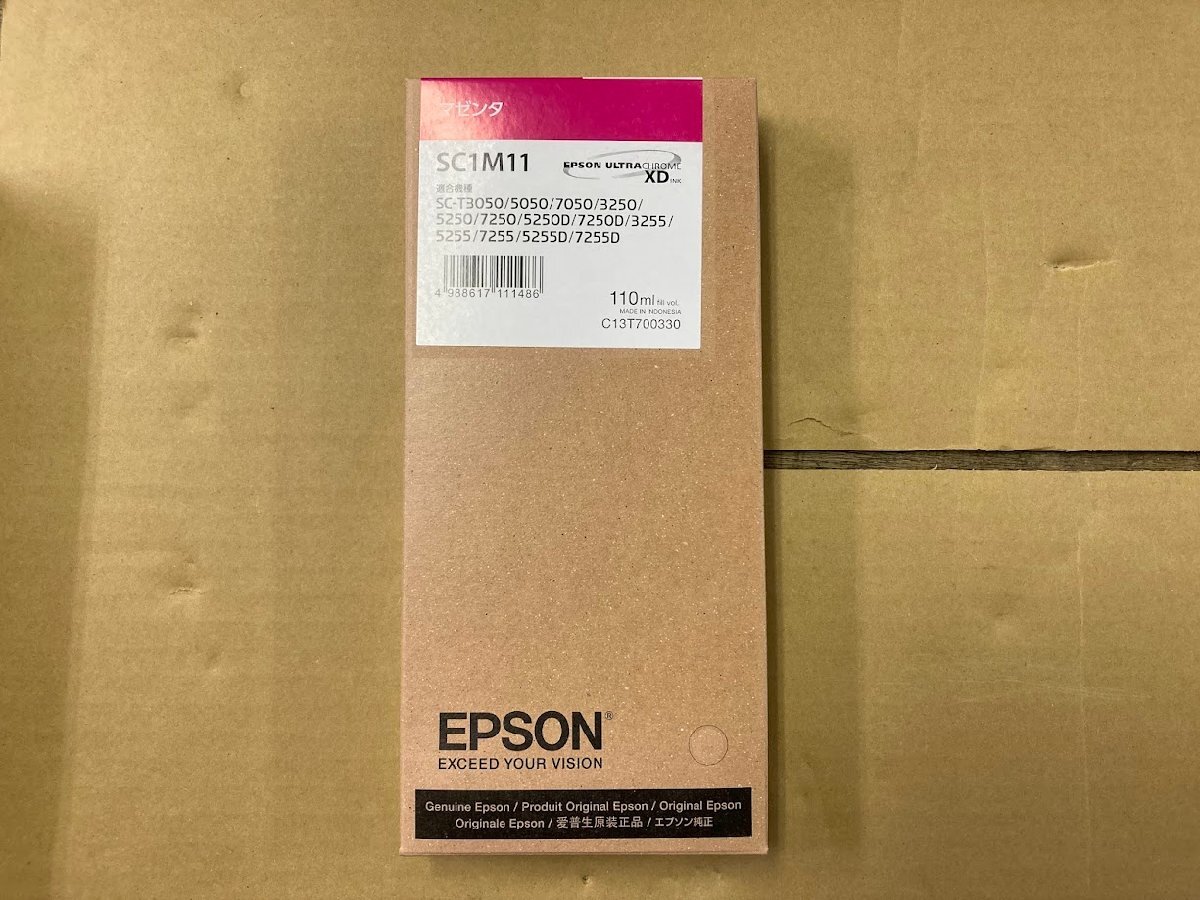 マゼンタ
SC1M11
EPSON ULTRACHROME
XD INK
適合機種
SC-T3050/5050/7050/3250/
5250/7250/5250D/7250D/3255/
5255/7255/5255D/7255D
4 988617 111486
110ml fill vol.
MADE IN INDONESIA
C13T700330
EPSON®
EXCEED YOUR VISION
Genuine Epson / Produit Original Epson / Original Epson
Originale Epson / 爱普生原装正品 / エプソン純正